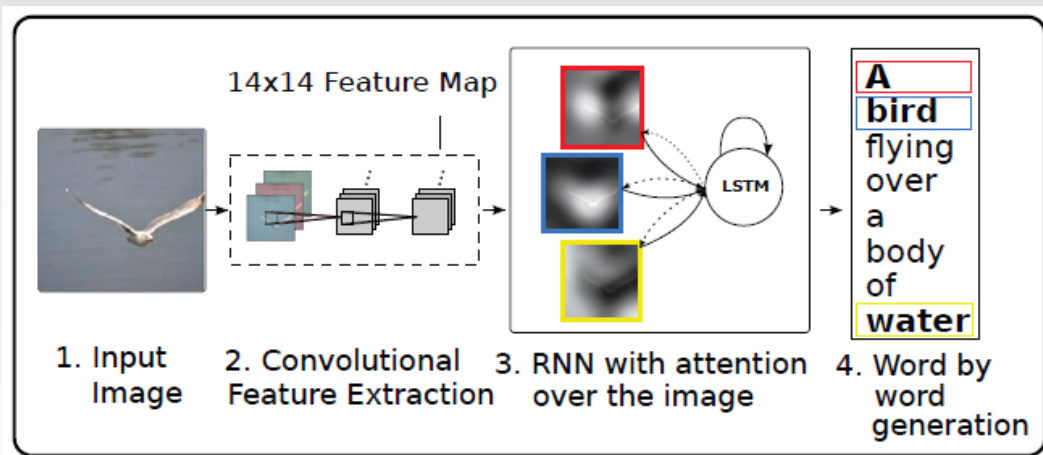 14x14 Feature Map
LSTM
A
bird
flying
over
a
body
of
water
1. Input
Image
2. Convolutional
Feature Extraction
3. RNN with attention
over the image
4. Word by
word
generation